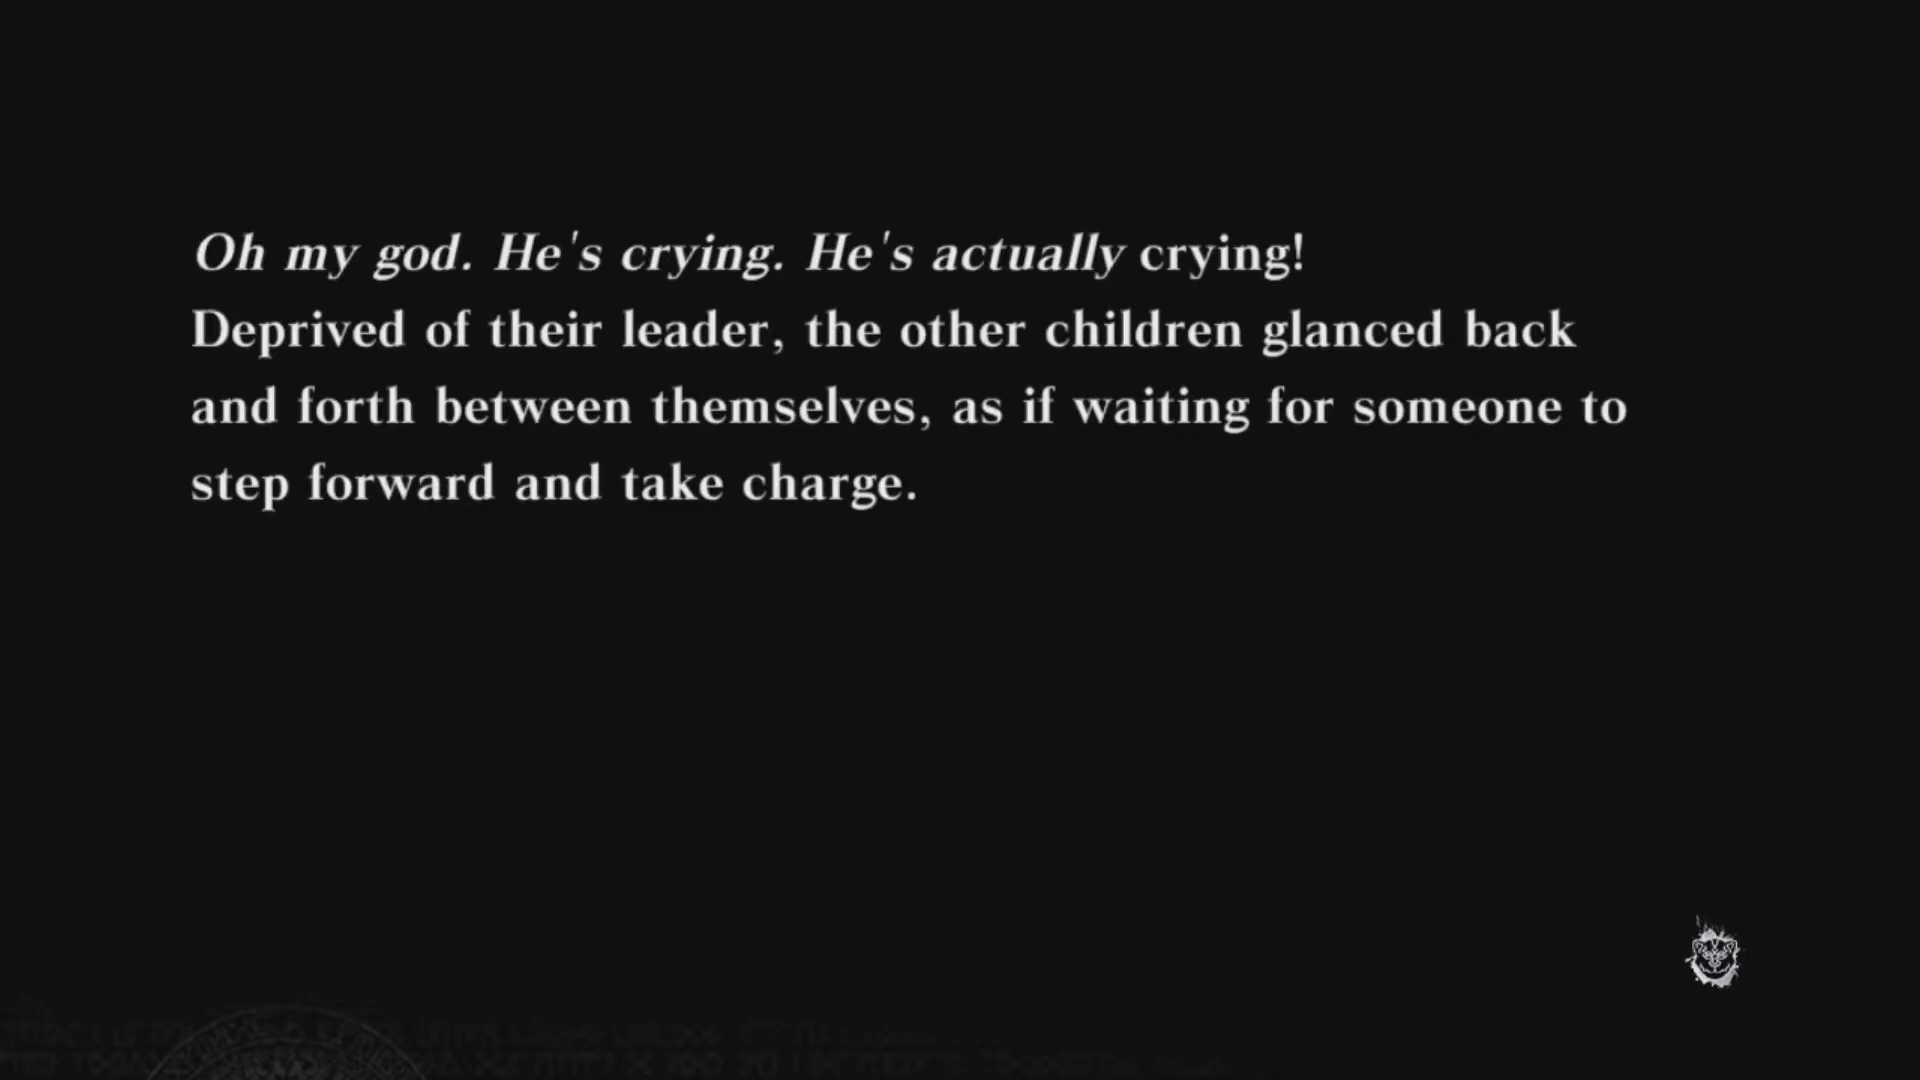 Oh my god. He's crying. He's actually crying!
Deprived of their leader, the other children glanced back
and forth between themselves, as if waiting for someone to
step forward and take charge.